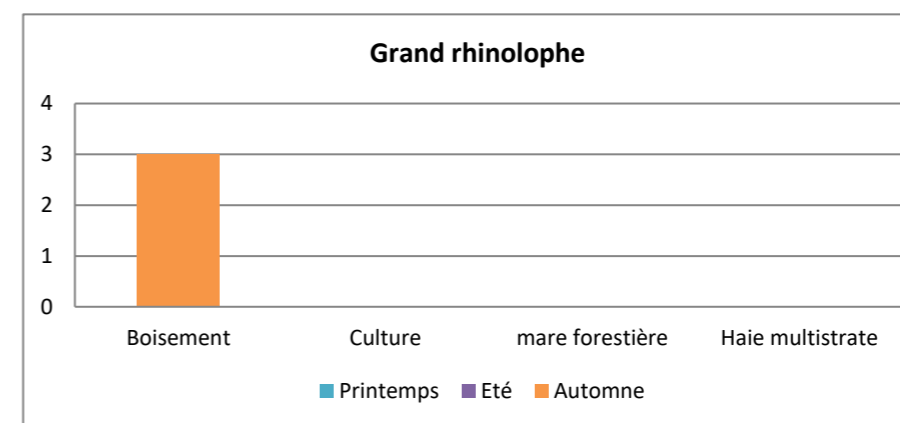 Grand rhinolophe
4
3
2
1
0
Boisement Culture mare forestière Haie multistrate
Printemps Eté Automne